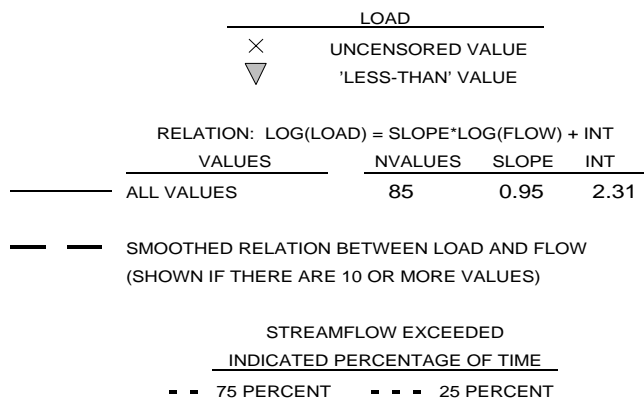 LOAD
UNCENSORED VALUE
'LESS-THAN' VALUE
RELATION: LOG(LOAD) = SLOPE*LOG(FLOW) + INT
VALUES NVALUES SLOPE INT
ALL VALUES 85 0.95 2.31
SMOOTHED RELATION BETWEEN LOAD AND FLOW
(SHOWN IF THERE ARE 10 OR MORE VALUES)
STREAMFLOW EXCEEDED
INDICATED PERCENTAGE OF TIME
75 PERCENT 25 PERCENT